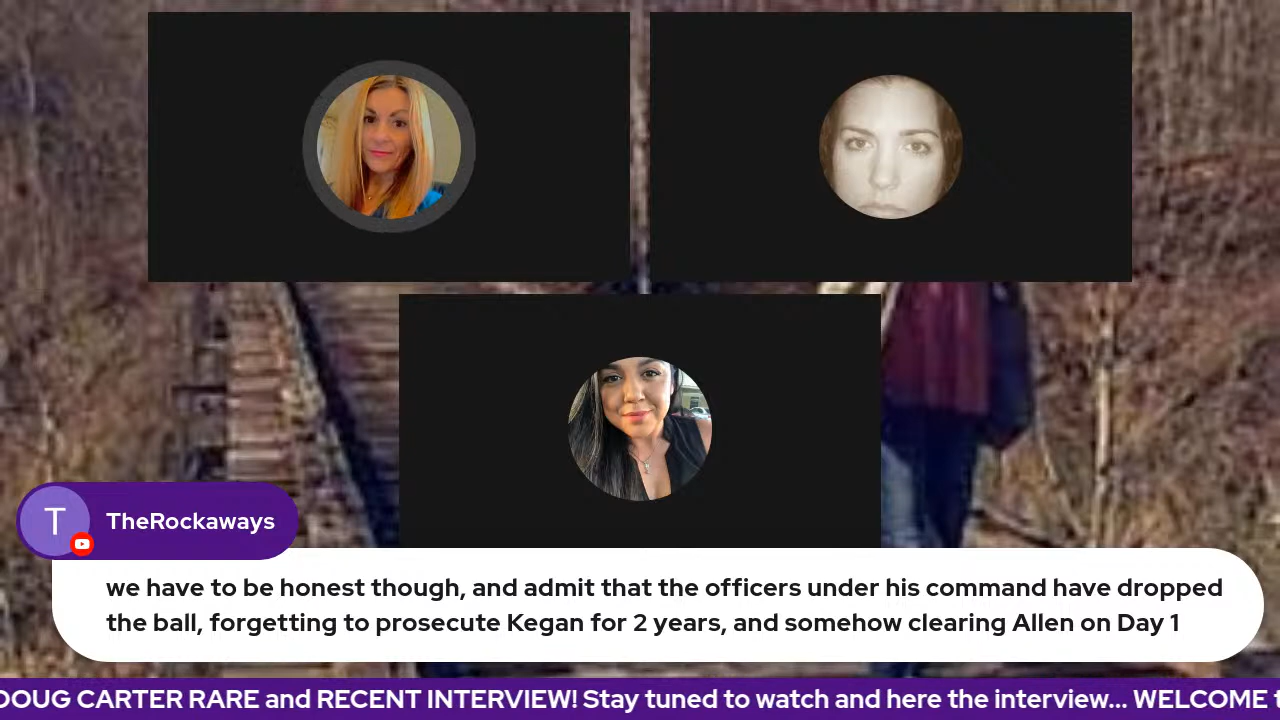 T
TheRockaways
we have to be honest though, and admit that the officers under his command have dropped
the ball, forgetting to prosecute Kegan for 2 years, and somehow clearing Allen on Day 1
DOUG CARTER RARE and RECENT INTERVIEW! Stay tuned to watch and here the interview... WELCOME t